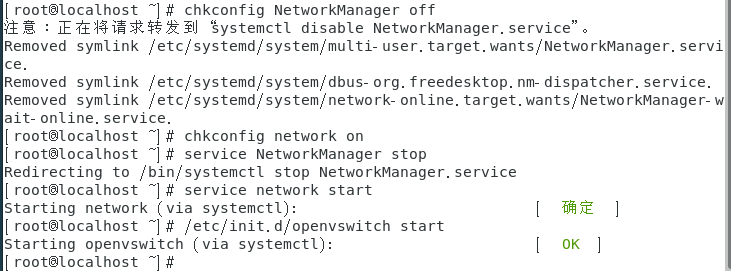 [root@localhost ~]# chkconfig NetworkManager off
注意：正在将请求转发到“systemctl disable NetworkManager.service”。
Removed symlink /etc/systemd/system/multi-user.target.wants/NetworkManager.servi
ce.
Removed symlink /etc/systemd/system/dbus-org.freedesktop.nm-dispatcher.service.
Removed symlink /etc/systemd/system/network-online.target.wants/NetworkManager-w
ait-online.service.
[root@localhost ~]# chkconfig network on
[root@localhost ~]# service NetworkManager stop
Redirecting to /bin/systemctl stop NetworkManager.service
[root@localhost ~]# service network start
Starting network (via systemctl): [ 确定 ]
[root@localhost ~]# /etc/init.d/openvswitch start
Starting openvswitch (via systemctl): [ OK ]
[root@localhost ~]#